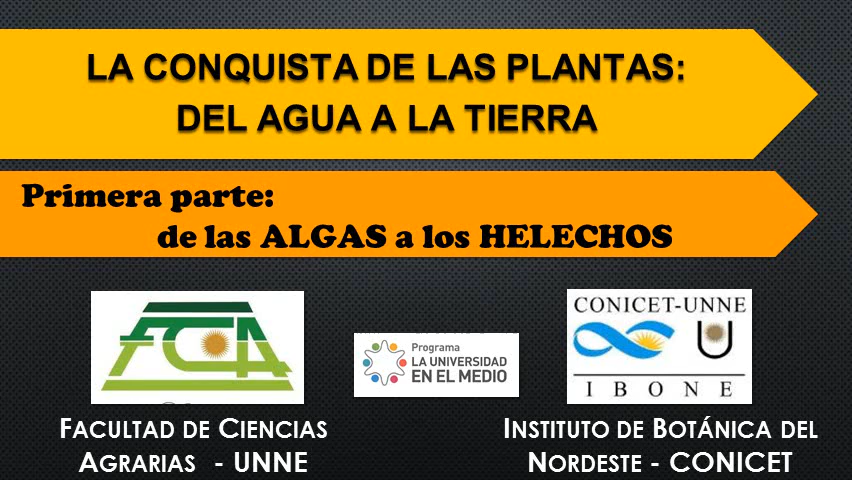 LA CONQUISTA DE LAS PLANTAS:
DEL AGUA A LA TIERRA
Primera parte:
de las ALGAS a los HELECHOS
FCA
Programa
LA UNIVERSIDAD
EN EL MEDIO
CONICET-UNNE
I B O N E
FACULTAD DE CIENCIAS
AGRARIAS - UNNE
INSTITUTO DE BOTÁNICA DEL
NORDESTE - CONICET